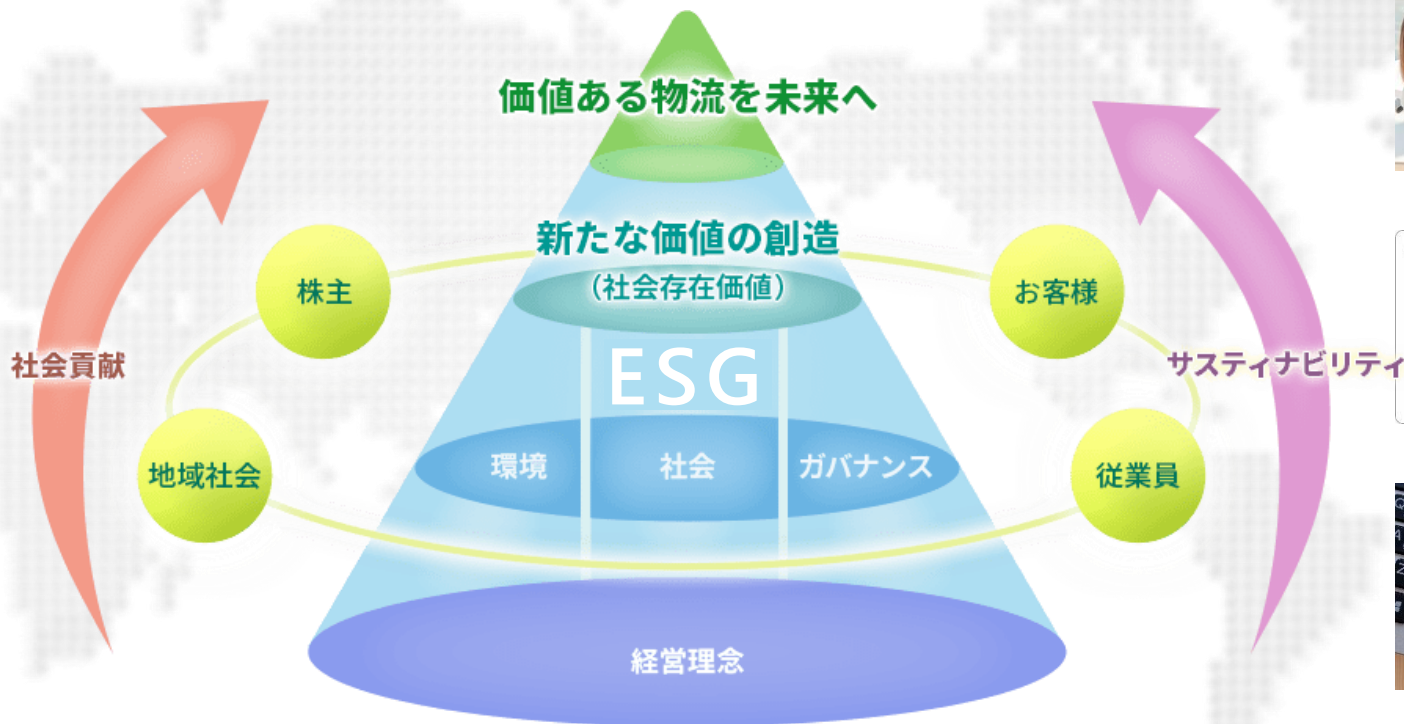 価値ある物流を未来へ
新たな価値の創造
（社会存在価値）
株主
お客様
ESG
社会貢献
サスティナビリティ
環境
社会
ガバナンス
地域社会
従業員
経営理念